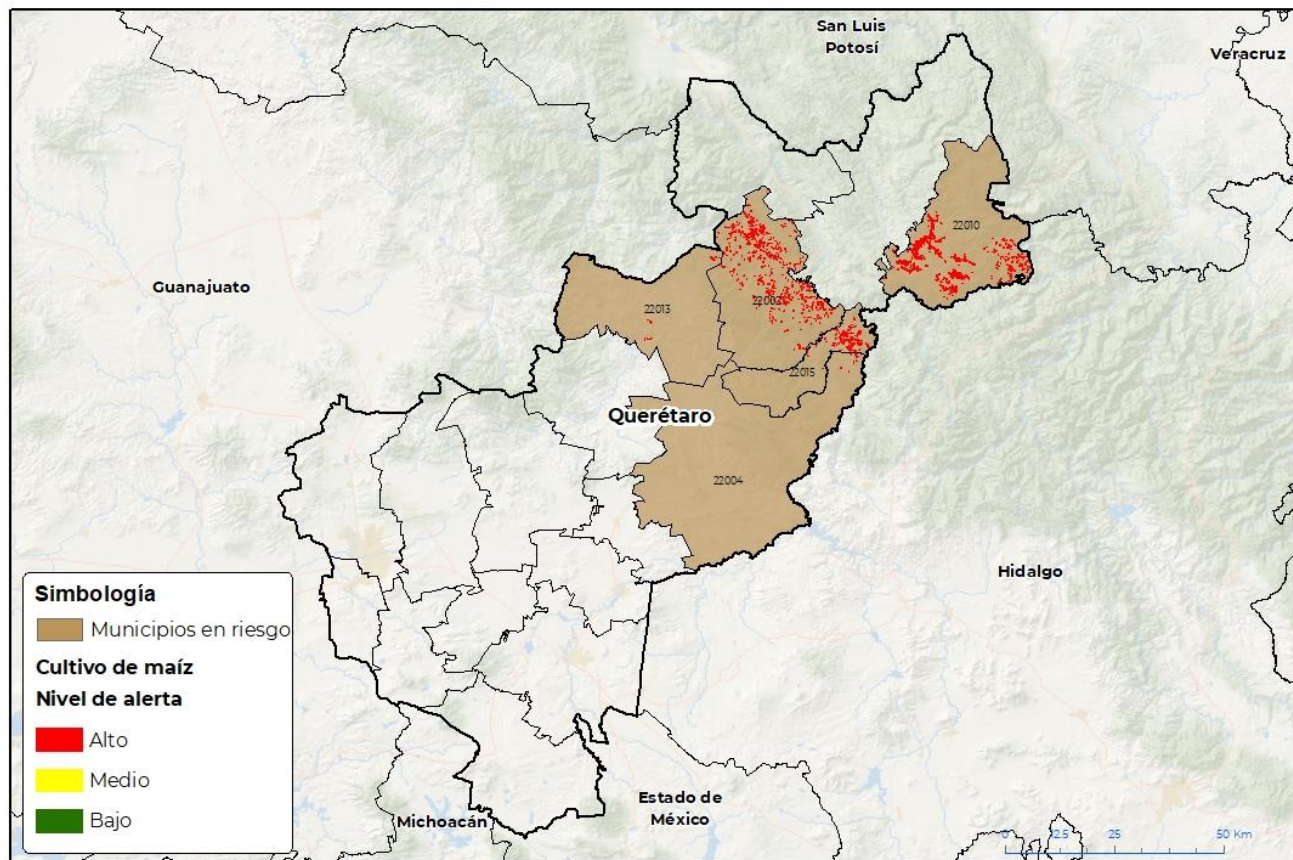 San Luis
Potosí
Veracruz
22010
Guanajuato
22013
22002
22015
Querétaro
22004
Hidalgo
Simbología
Municipios en riesgo
Cultivo de maíz
Nivel de alerta
Alto
Medio
Bajo
Michoacán
Estado de
México
0 12.5 25 50 Km